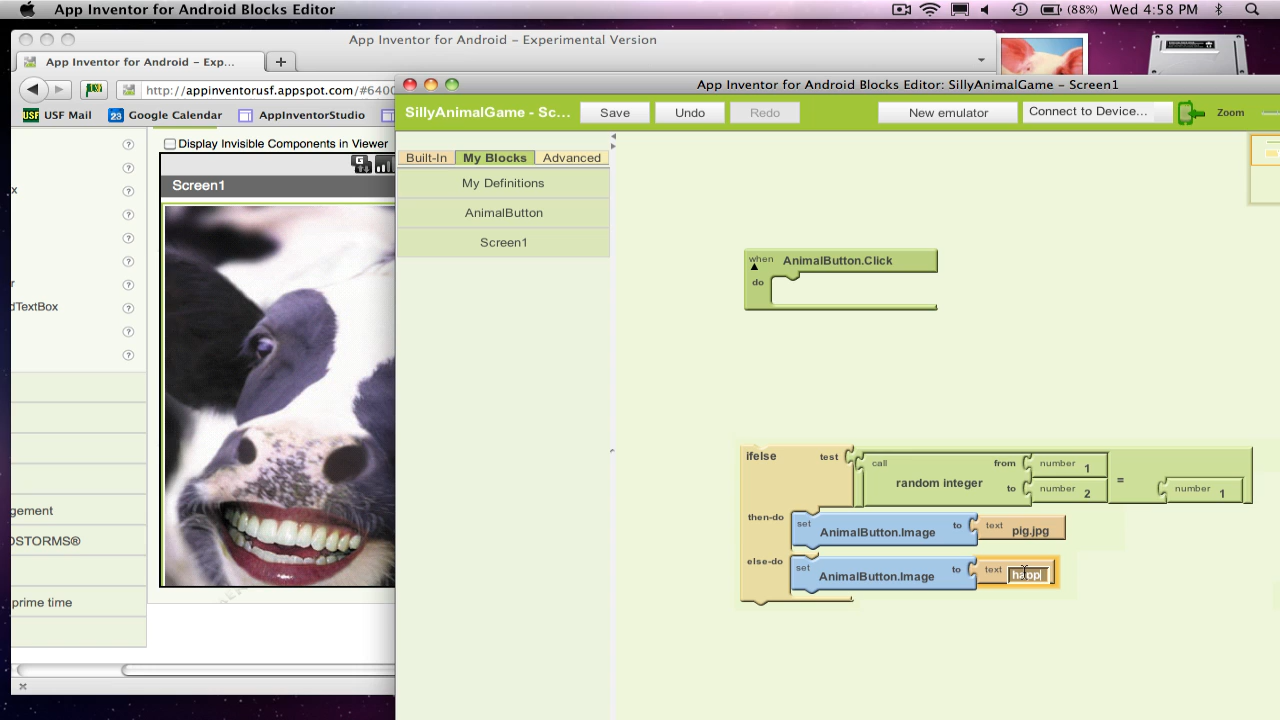 App Inventor for Android Blocks Editor
(88%) Wed 4:58 PM
App Inventor for Android – Experimental Version
App Inventor for Android – Exp...
http://appinventorusf.appspot.com/#6400
USF Mail
23 Google Calendar
AppInventorStudio
Display Invisible Components in Viewer
Screen1
dTextBox
gement
OSTORMS®
prime time
App Inventor for Android Blocks Editor: SillyAnimalGame – Screen1
SillyAnimalGame - Sc...
Save
Undo
Redo
New emulator
Connect to Device...
Zoom
Built-In
My Blocks
Advanced
My Definitions
AnimalButton
Screen1
when AnimalButton.Click
do
ifelse test
call random integer
from number 1
to number 2
= number 1
then-do set AnimalButton.Image to text pig.jpg
else-do set AnimalButton.Image to text happ